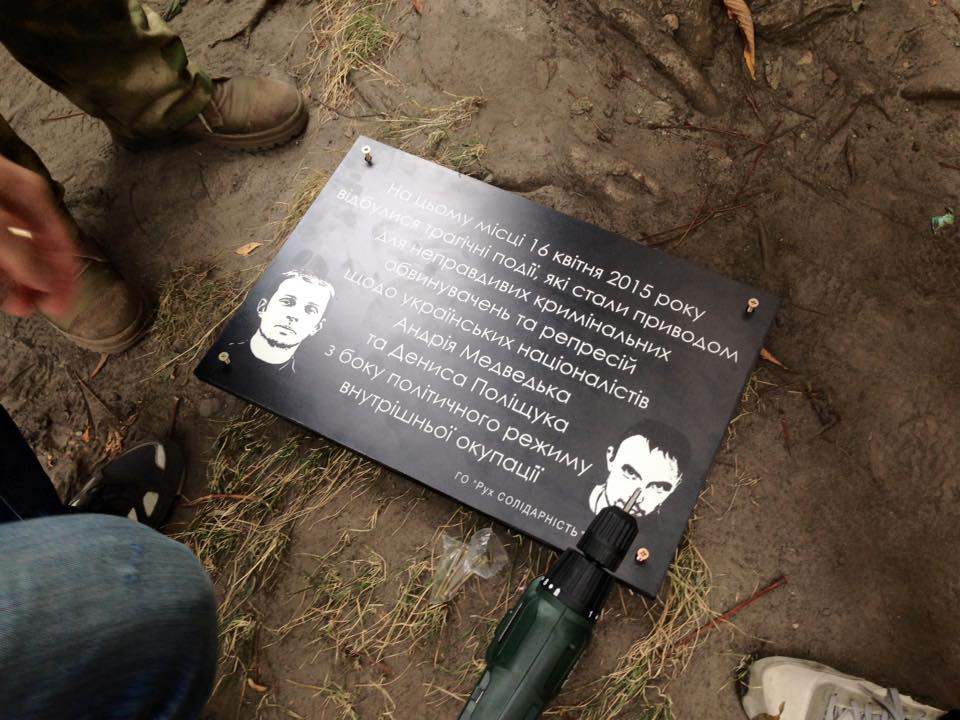 На цьому місці 16 квітня 2015 року
відбулися трагічні події, які стали приводом
для неправдивих кримінальних
обвинувачень та репресій
щодо українських націоналістів
Андрія Медведька
та Дениса Поліщука
з боку політичного режиму
внутрішньої окупації
ГО "Рух СОЛІДАРНІСТЬ"